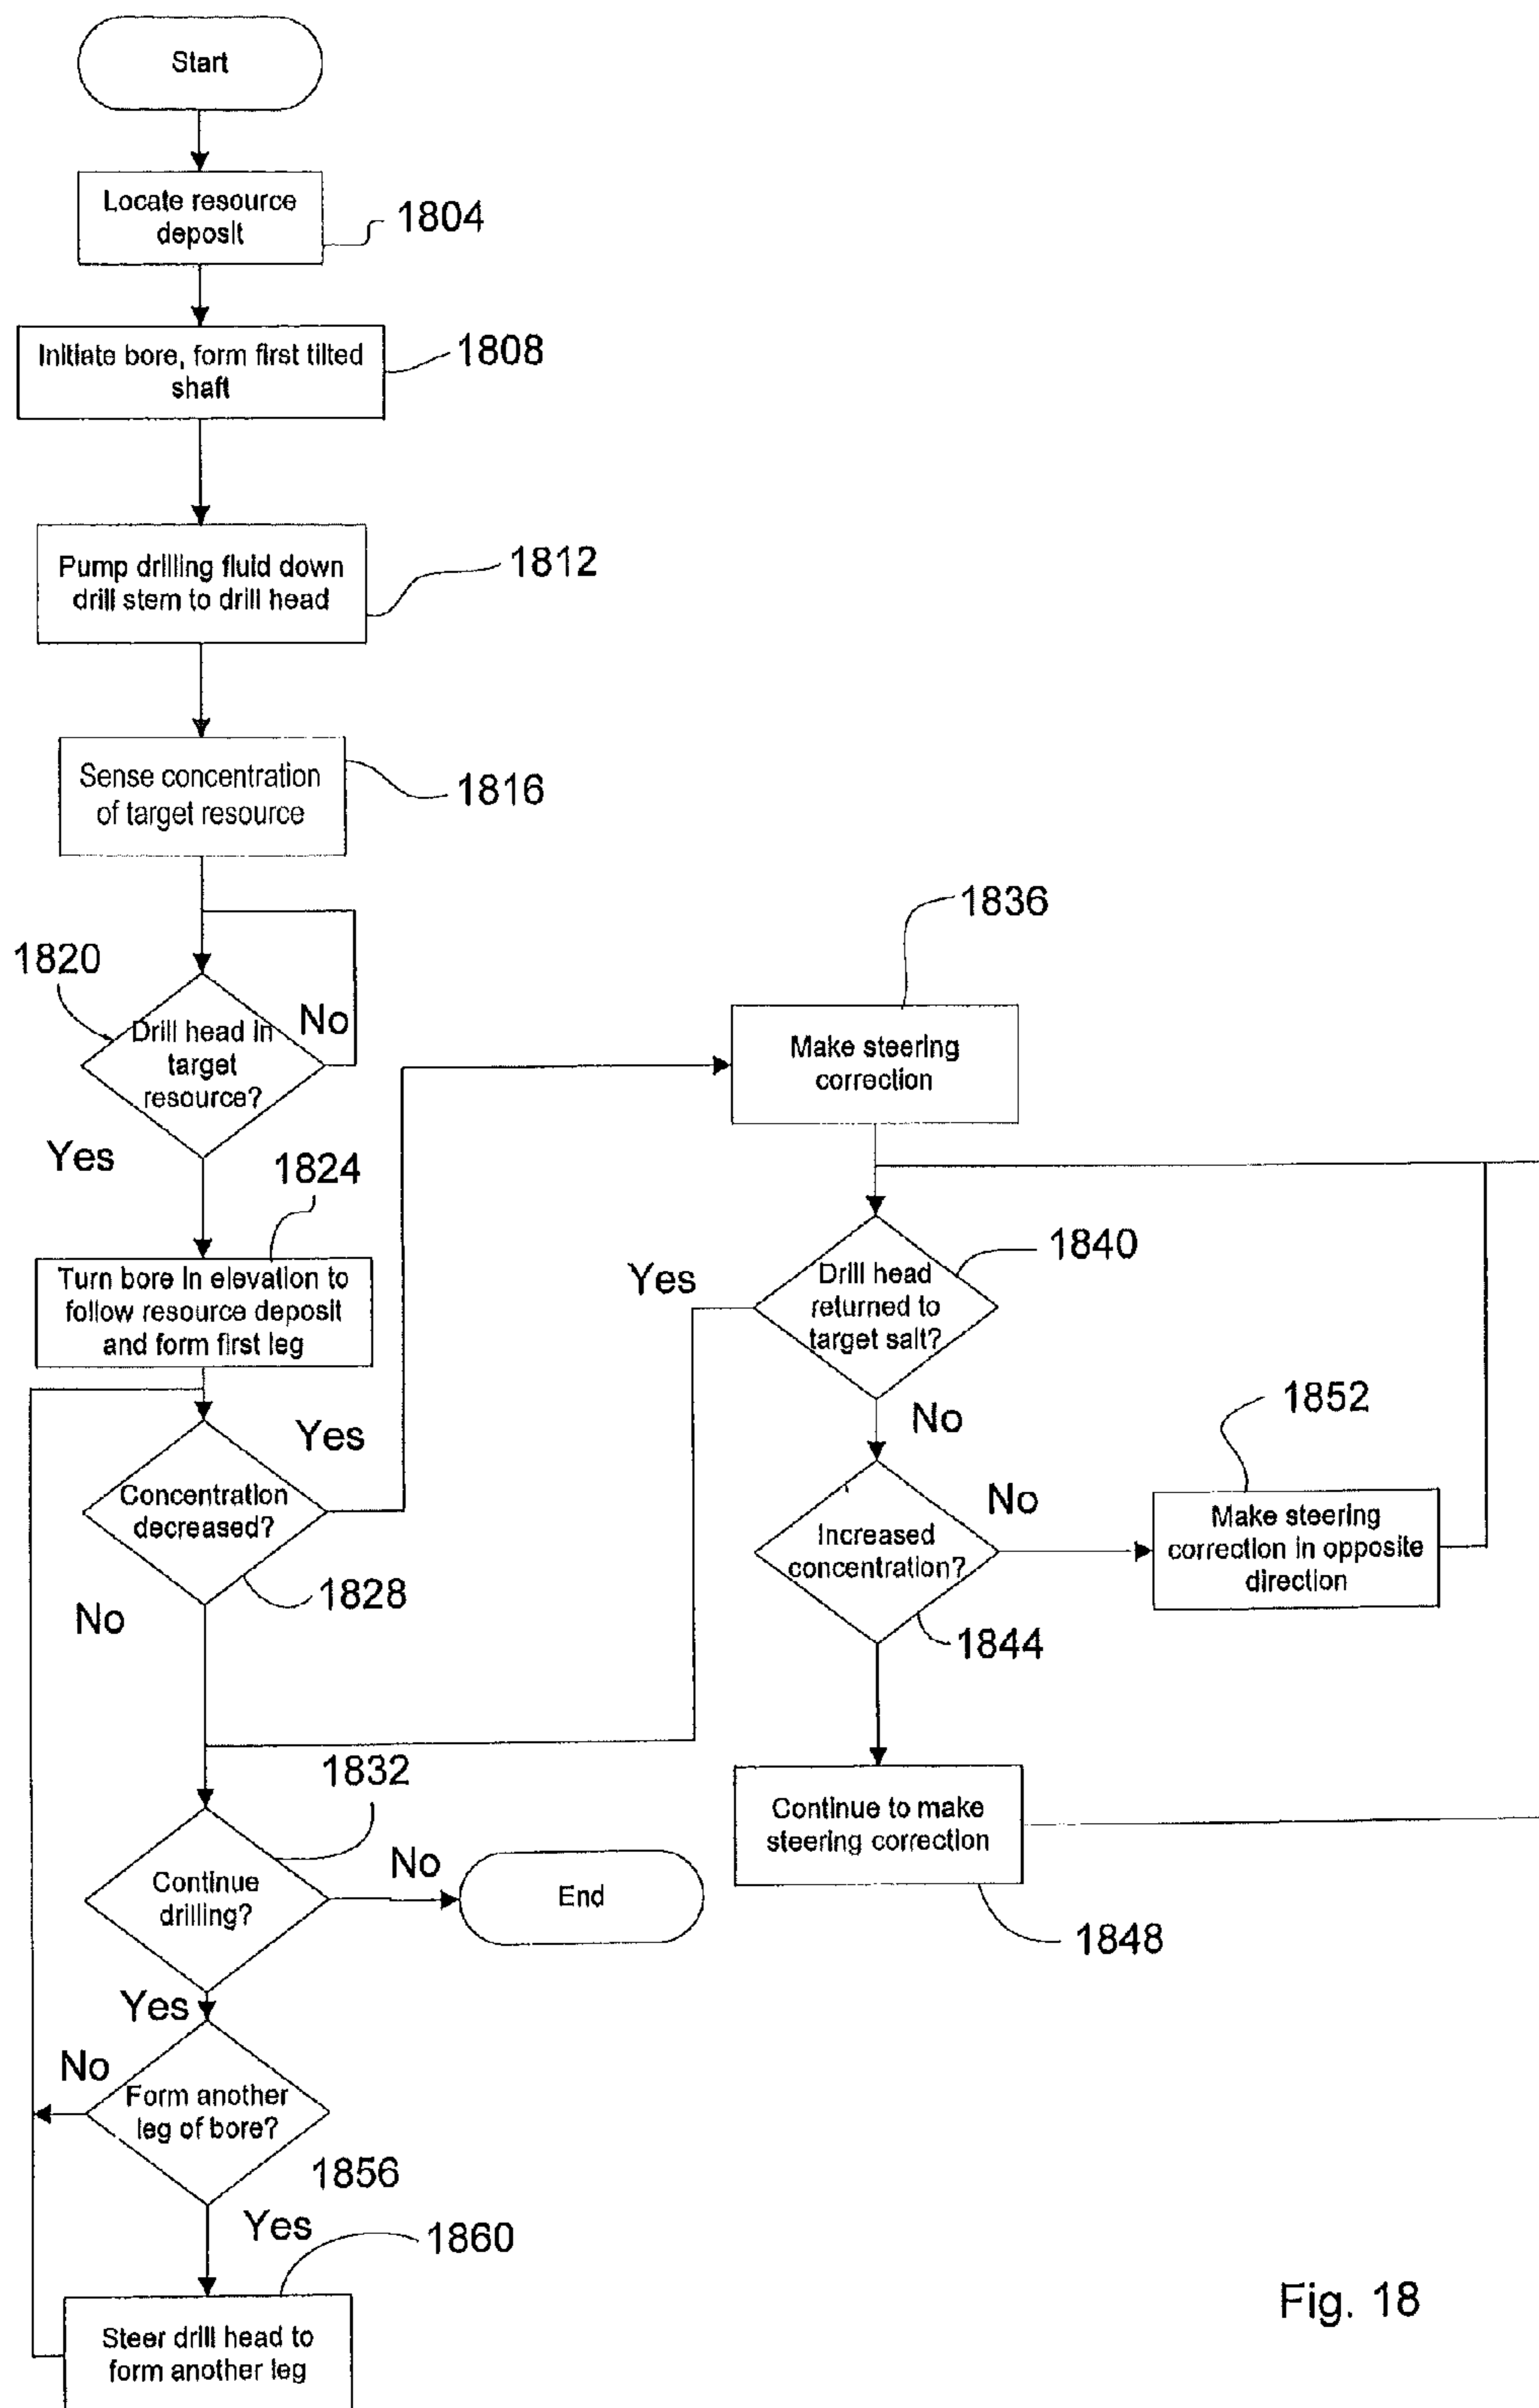 Start
Locate resource
deposit
1804
Initiate bore, form first tilted
shaft
1808
Pump drilling fluid down
drill stem to drill head
1812
Sense concentration
of target resource
1816
1820
Drill head in
target
resource?
No
Yes
1824
Turn bore in elevation to
follow resource deposit
and form first leg
Concentration
decreased?
Yes
1828
No
1836
Make steering
correction
1840
Drill head
returned to
target salt?
Yes
No
Increased
concentration?
1844
No
1852
Make steering
correction in opposite
direction
Continue to make
steering correction
1848
1832
Continue
drilling?
No
End
Yes
Form another
leg of bore?
No
1856
Yes
1860
Steer drill head to
form another leg
Fig. 18